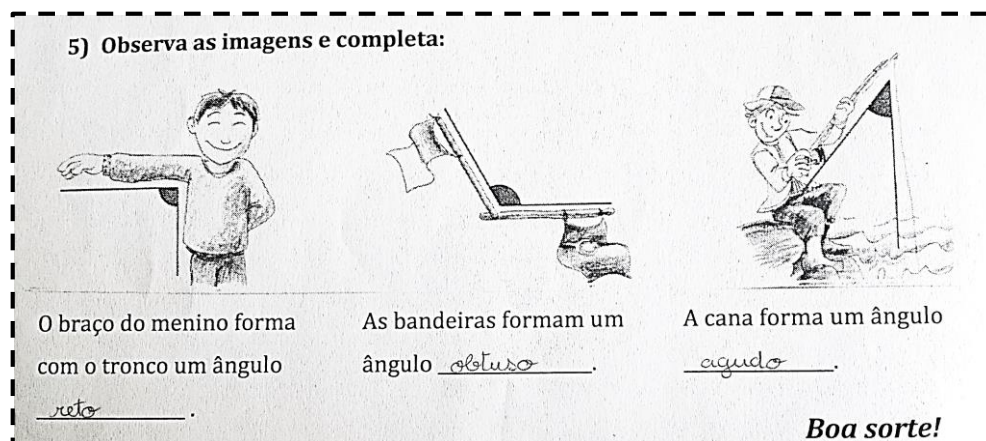 5) Observa as imagens e completa:
O braço do menino forma
com o tronco um ângulo
reto.
As bandeiras formam um
ângulo obtuso.
A cana forma um ângulo
agudo.
Boa sorte!